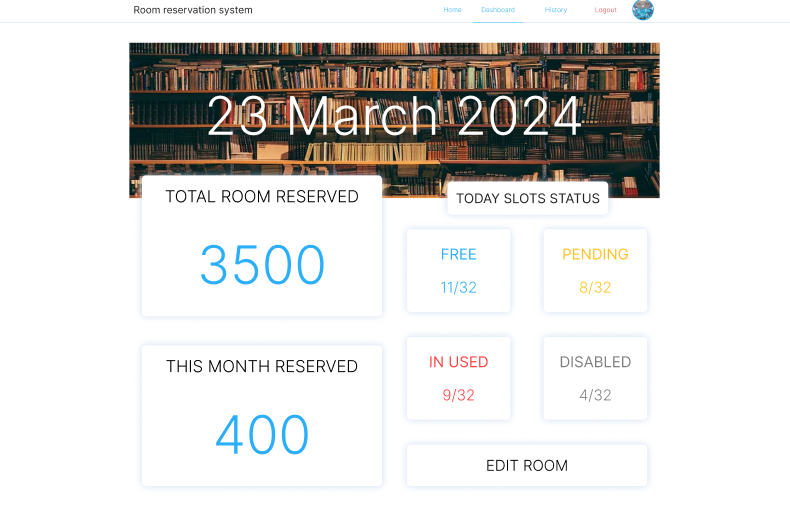 Room reservation system
Home Dashboard History Logout
23 March 2024
TOTAL ROOM RESERVED
3500
TODAY SLOTS STATUS
FREE
11/32
PENDING
8/32
IN USED
9/32
DISABLED
4/32
THIS MONTH RESERVED
400
EDIT ROOM